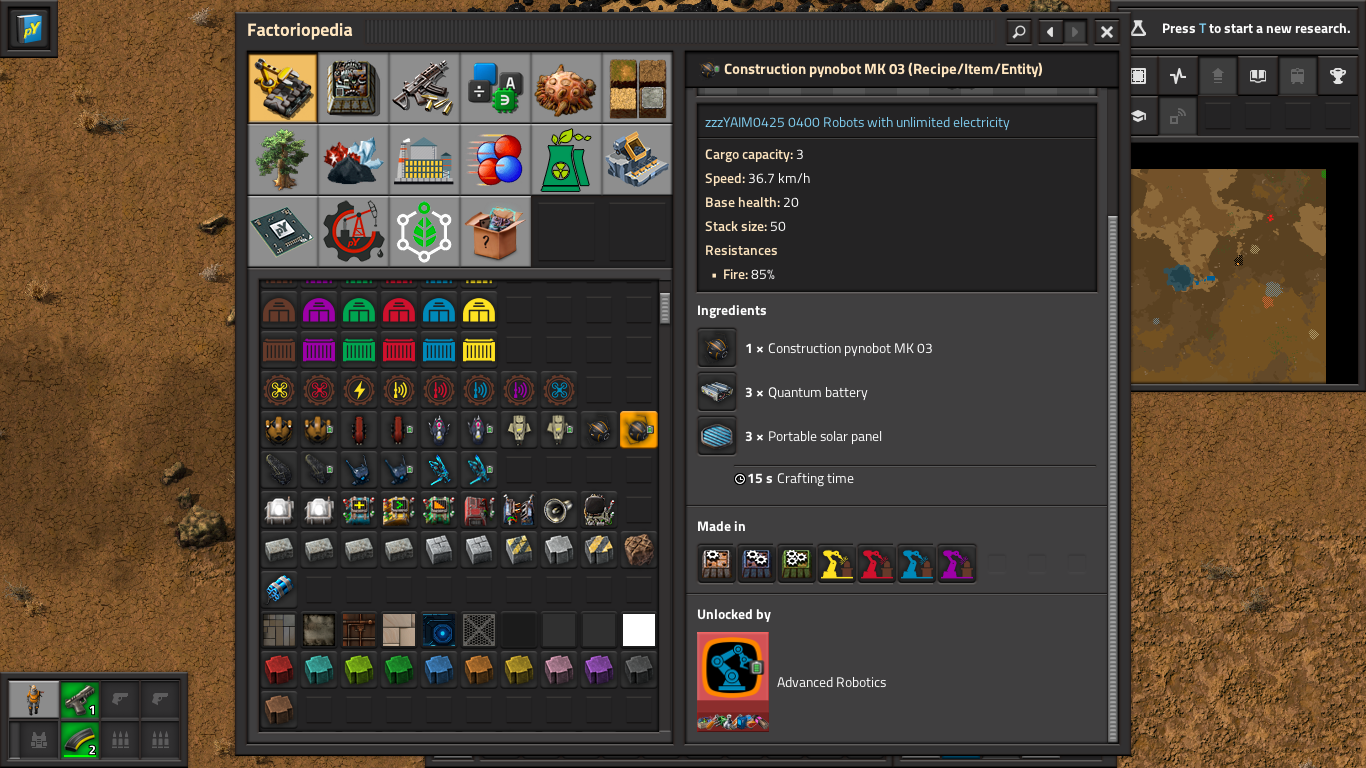 pY
Factoriopedia
Press T to start a new research.
Construction pynobot MK 03 (Recipe/Item/Entity)
zzzYAIM0425 0400 Robots with unlimited electricity
Cargo capacity: 3
Speed: 36.7 km/h
Base health: 20
Stack size: 50
Resistances
Fire: 85%
Ingredients
1 × Construction pynobot MK 03
3 × Quantum battery
3 × Portable solar panel
15 s Crafting time
Made in
Unlocked by
Advanced Robotics
A
pY
pY
?
1
2